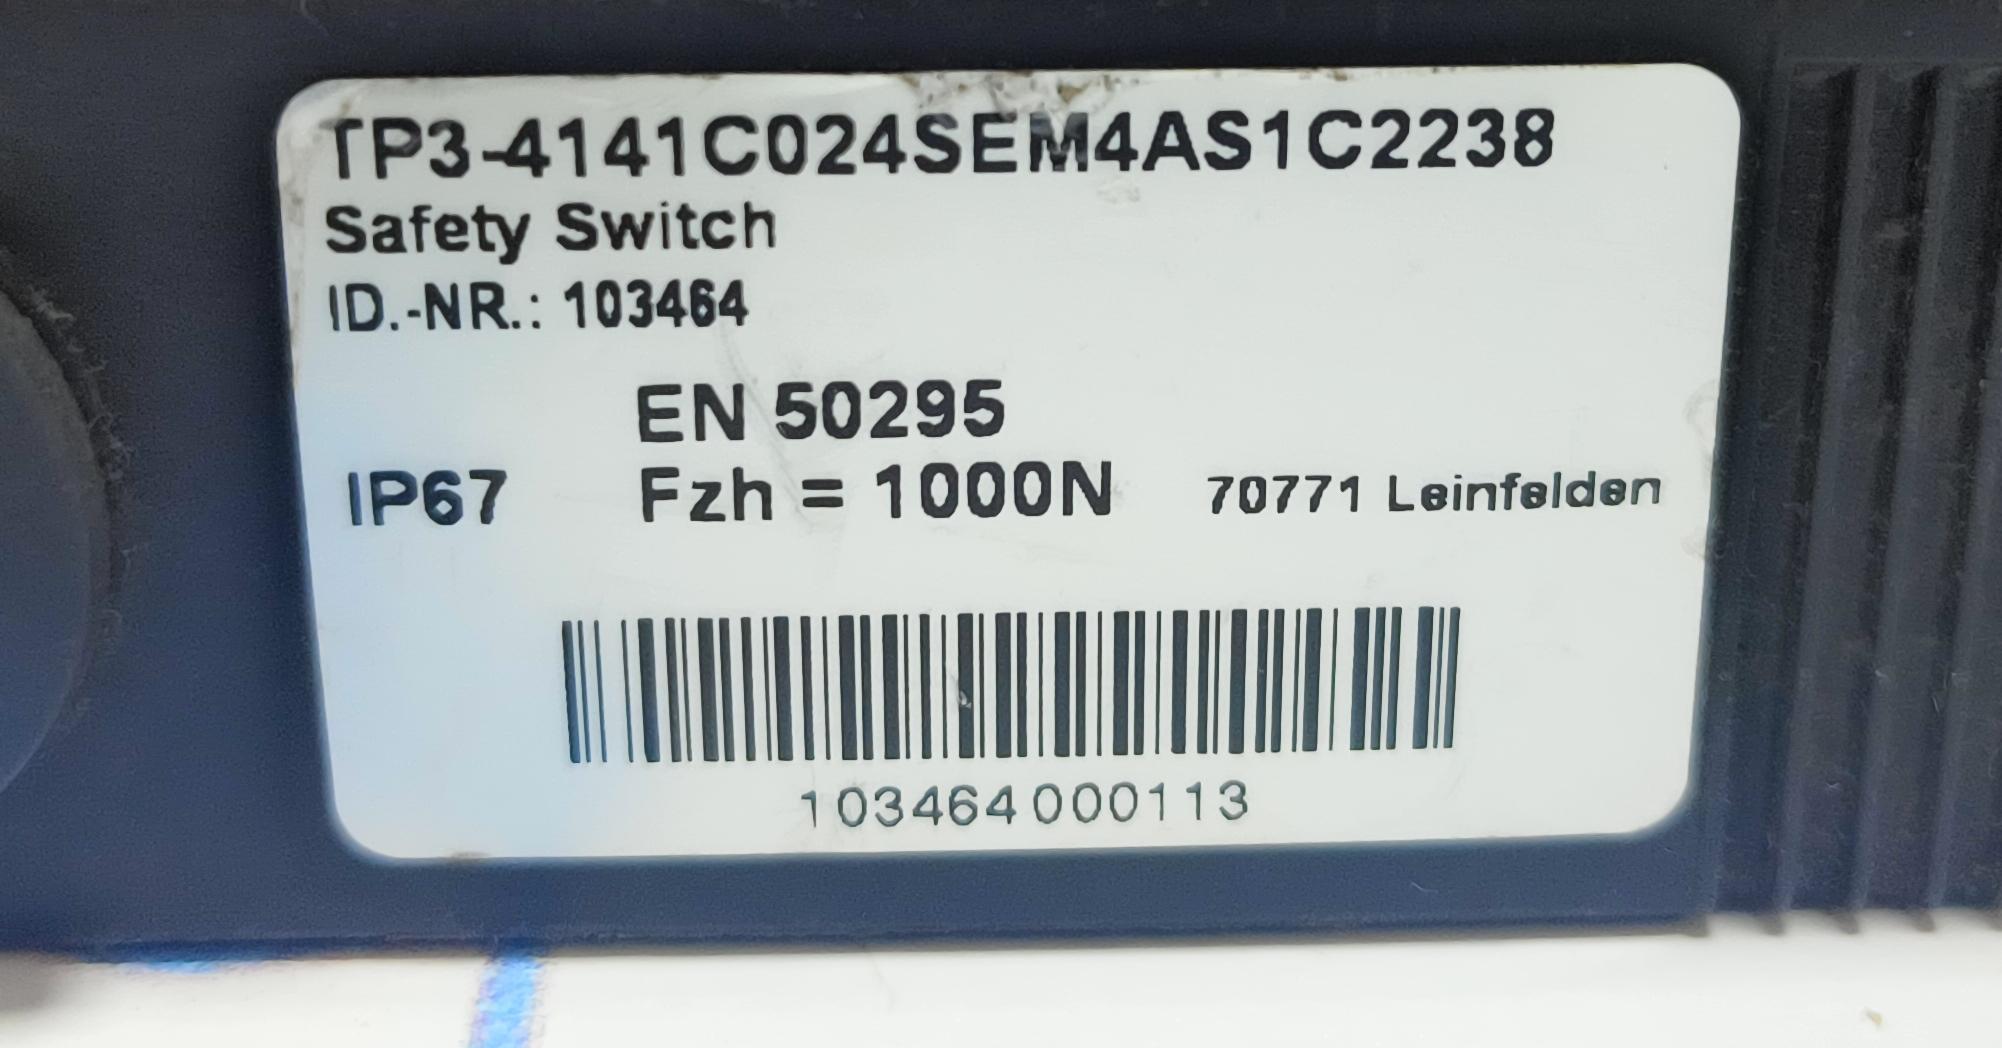 TP3-4141C024SEM4AS1C2238
Safety Switch
ID.-NR.: 103464
EN 50295
IP67 Fzh = 1000N 70771 Leinfelden
103464000113